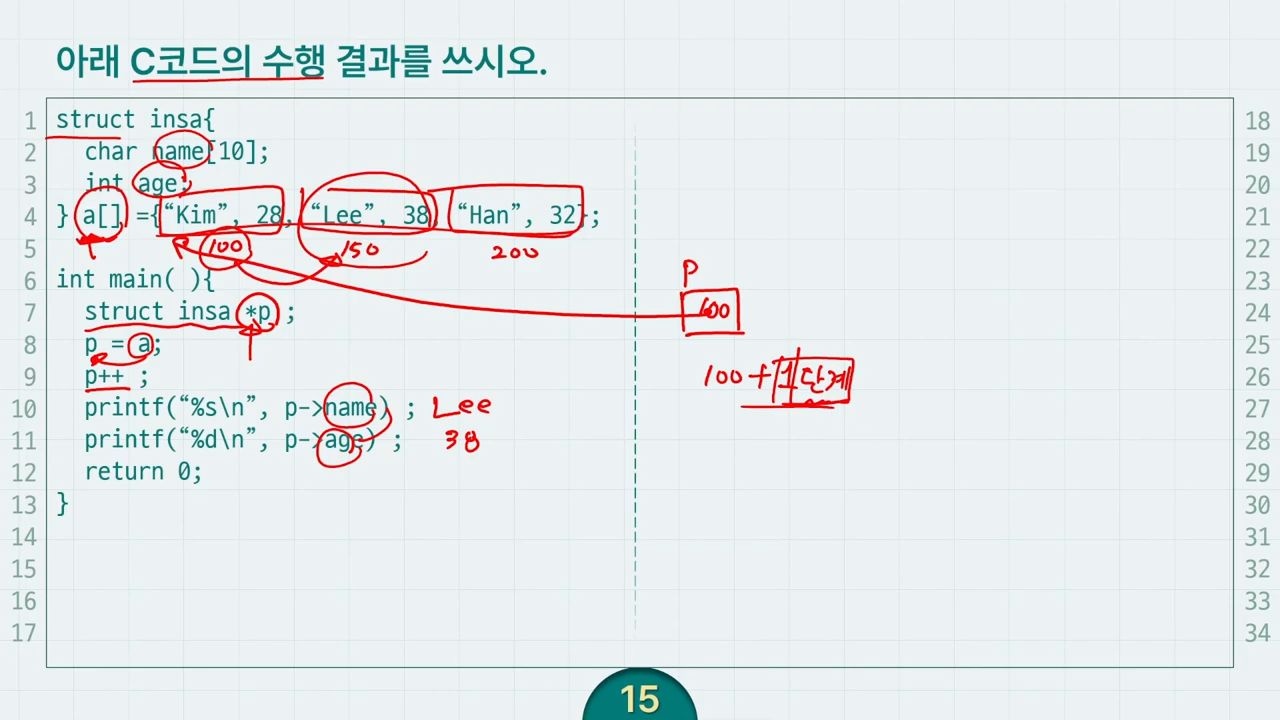 아래 C코드의 수행 결과를 쓰시오.
1 struct insa{ 18
2 char name[10]; 19
3 int age; 20
4 } a[] ={“Kim”, 28, “Lee”, 38, “Han”, 32}; 21
5 100 150 200 22
6 int main( ){ 23
P
7 struct insa *p ; 100 24
8 p = a; 25
9 p++ ; 100 + 1단계 26
10 printf(“%s\n”, p->name) ; Lee 27
11 printf(“%d\n”, p->age) ; 38 28
12 return 0; 29
13 } 30
14 31
15 32
16 33
17 34
15